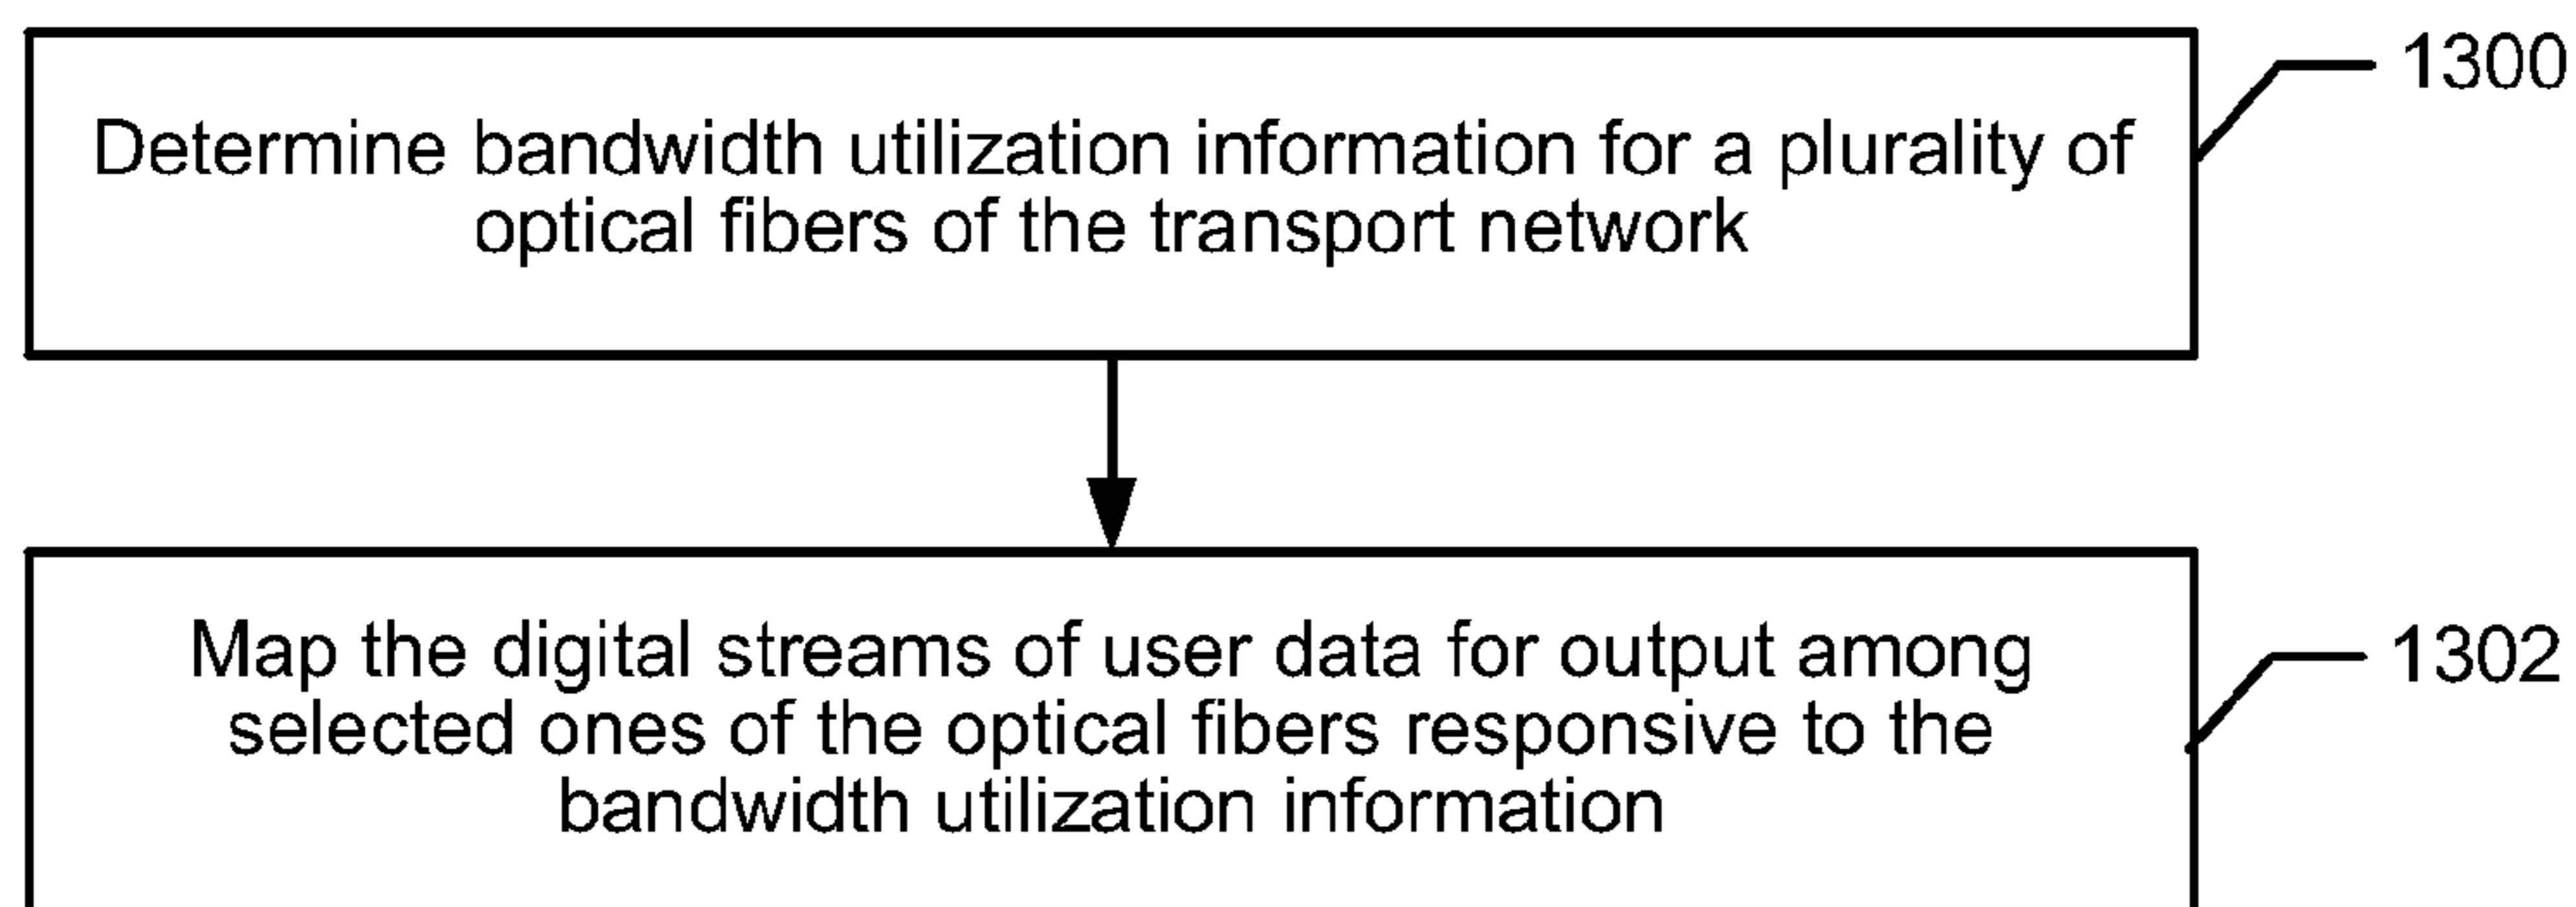 1300
Determine bandwidth utilization information for a plurality of
optical fibers of the transport network
1302
Map the digital streams of user data for output among
selected ones of the optical fibers responsive to the
bandwidth utilization information